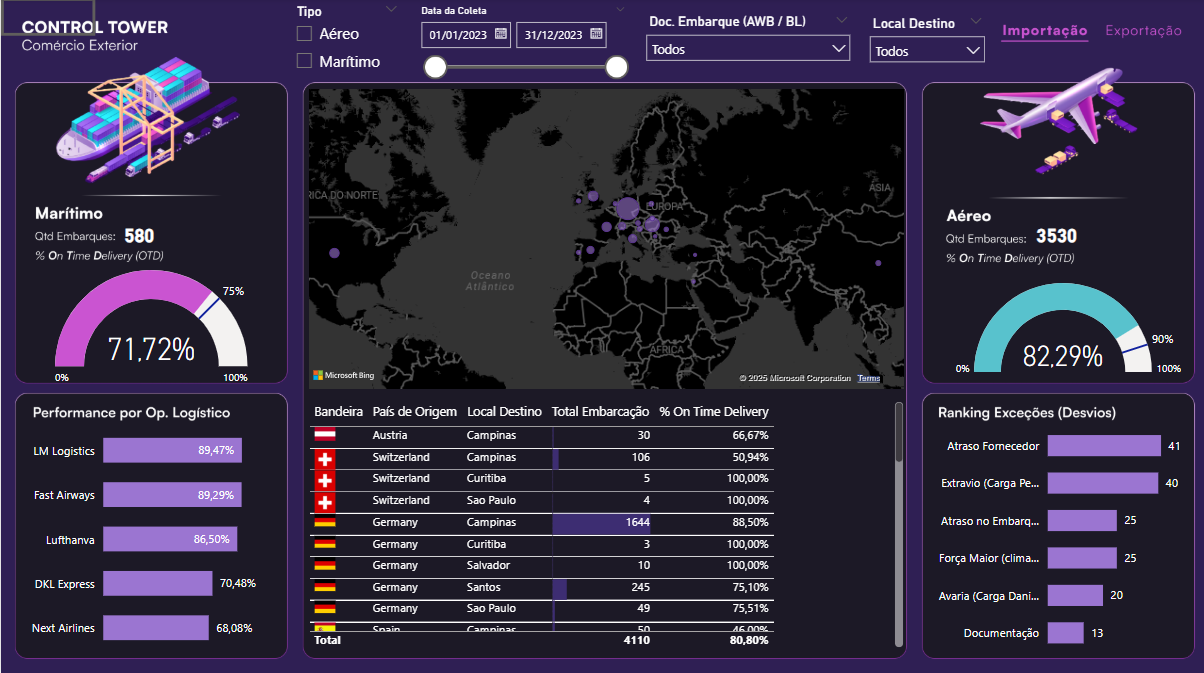 CONTROL TOWER
Comércio Exterior
Tipo
Aéreo
Marítimo
Data da Coleta
01/01/2023
31/12/2023
Doc. Embarque (AWB / BL)
Todos
Local Destino
Todos
Importação
Exportação
Marítimo
Qtd Embarques: 580
% On Time Delivery (OTD)
75%
71,72%
0%
100%
RICA DO NORTE
EUROPA
ÁSIA
Oceano
Atlântico
ÁFRICA
Microsoft Bing
© 2025 Microsoft Corporation Terms
Aéreo
Qtd Embarques: 3530
% On Time Delivery (OTD)
90%
82,29%
0%
100%
Performance por Op. Logístico
LM Logistics 89,47%
Fast Airways 89,29%
Lufthanva 86,50%
DKL Express 70,48%
Next Airlines 68,08%
Bandeira País de Origem Local Destino Total Embarcação % On Time Delivery
Austria Campinas 30 66,67%
Switzerland Campinas 106 50,94%
Switzerland Curitiba 5 100,00%
Switzerland Sao Paulo 4 100,00%
Germany Campinas 1644 88,50%
Germany Curitiba 3 100,00%
Germany Salvador 10 100,00%
Germany Santos 245 75,10%
Germany Sao Paulo 49 75,51%
Spain Campinas 50 46,00%
Total 4110 80,80%
Ranking Exceções (Desvios)
Atraso Fornecedor 41
Extravio (Carga Pe... 40
Atraso no Embarq... 25
Força Maior (clima... 25
Avaria (Carga Dani... 20
Documentação 13